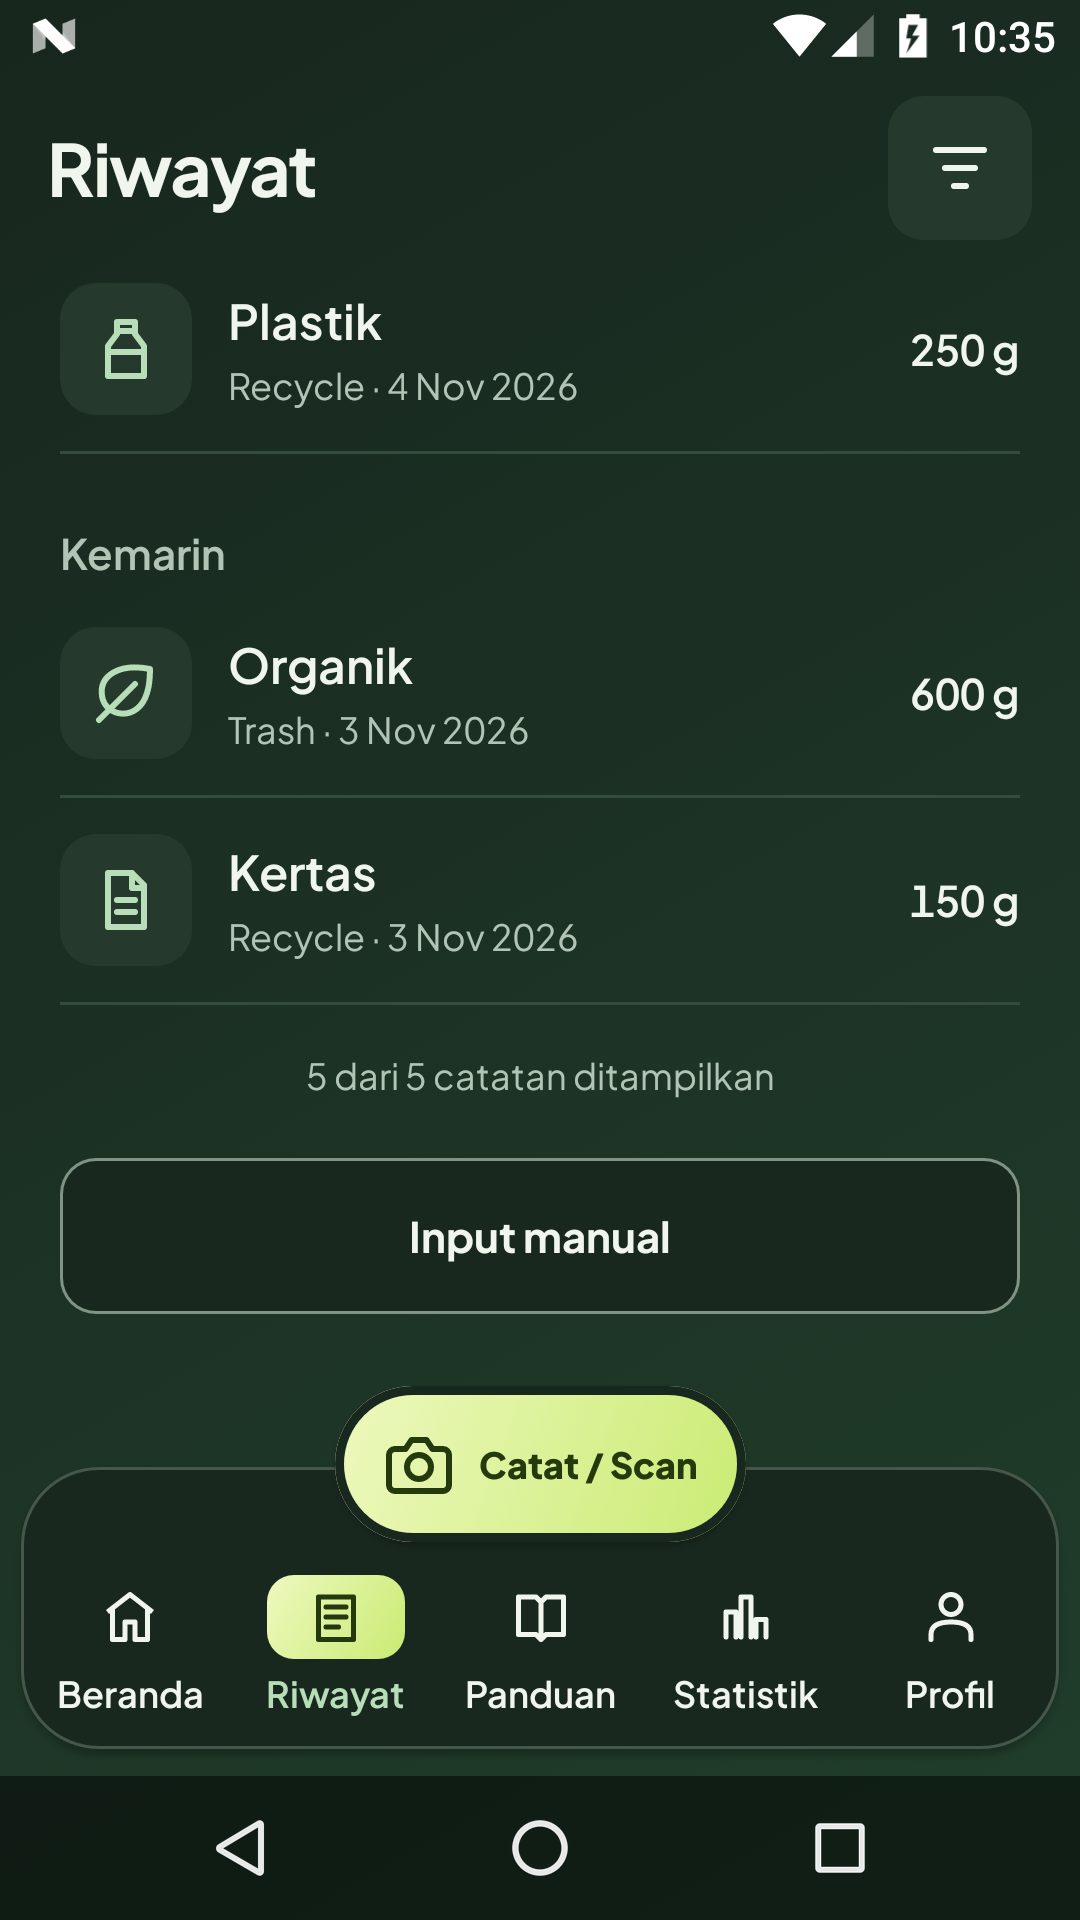 10:35
Riwayat
Plastik
Recycle · 4 Nov 2026
250 g
Kemarin
Organik
Trash · 3 Nov 2026
600 g
Kertas
Recycle · 3 Nov 2026
150 g
5 dari 5 catatan ditampilkan
Input manual
Catat / Scan
Beranda
Riwayat
Panduan
Statistik
Profil